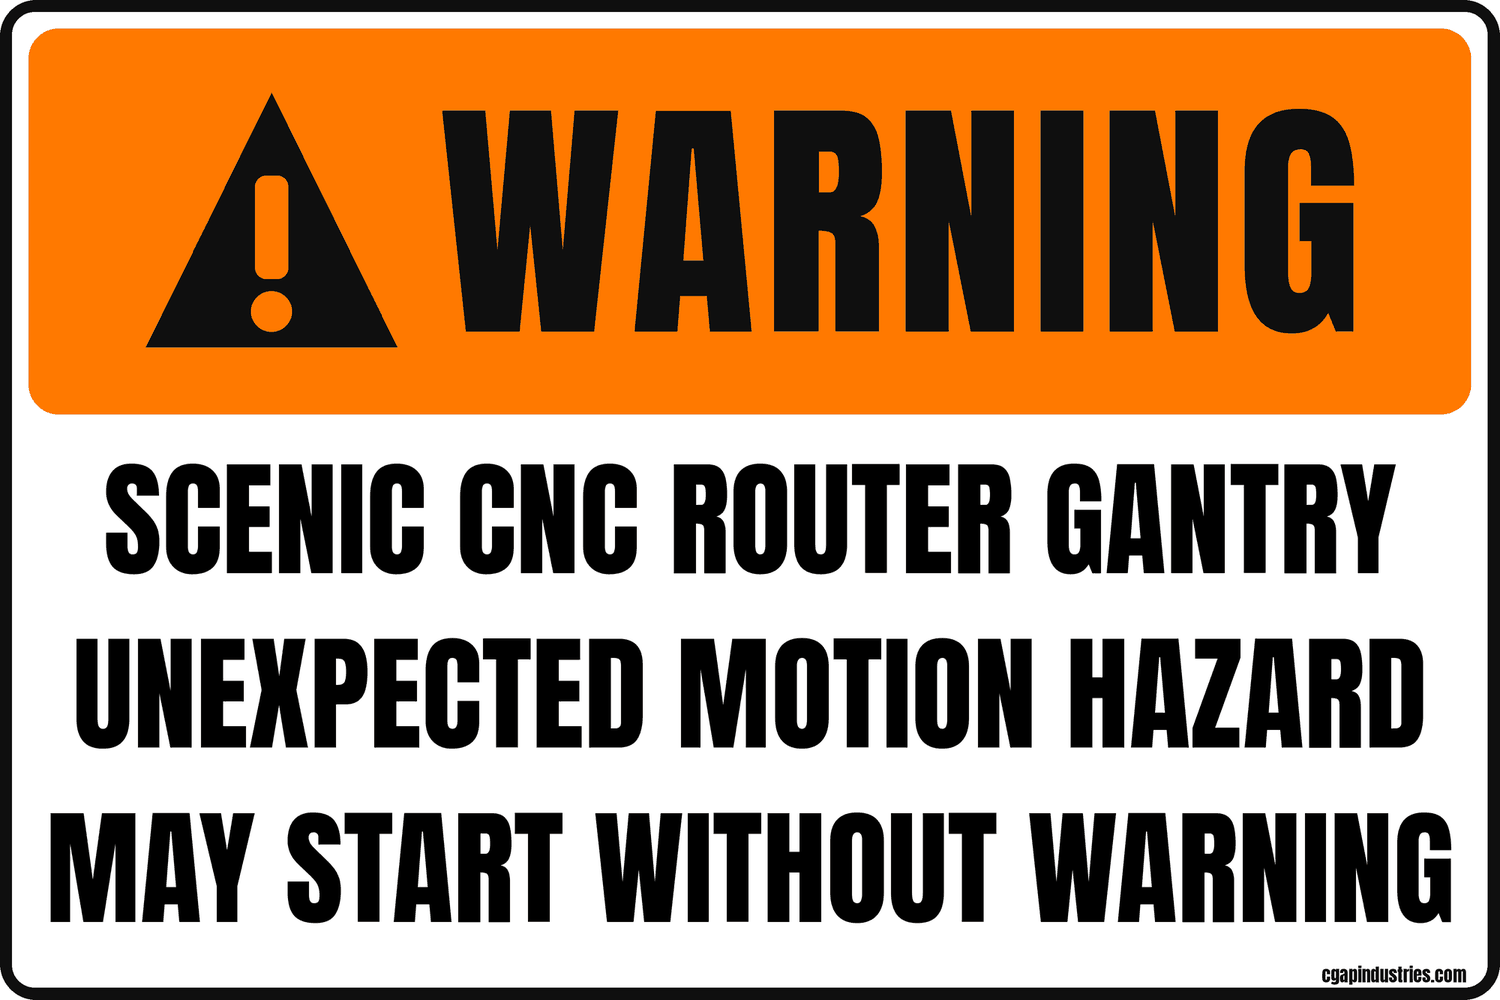 WARNING
SCENIC CNC ROUTER GANTRY
UNEXPECTED MOTION HAZARD
MAY START WITHOUT WARNING
cgapindustries.com